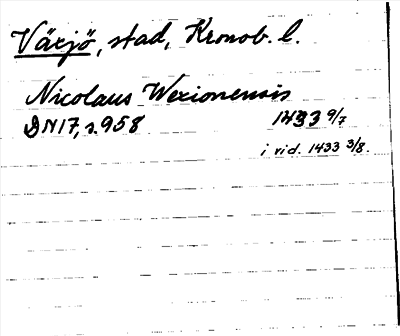 Växjö, stad, Kronob. l.
Nicolaus Wexionensis
DN17, s. 958 1433 9/7
i vid. 1433 3/8.